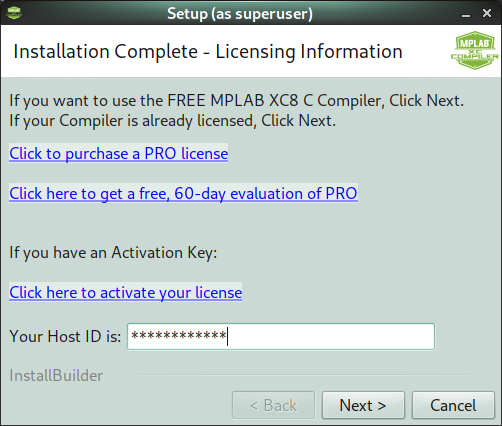 Setup (as superuser)
Installation Complete - Licensing Information
MPLAB
XC
COMPILER
If you want to use the FREE MPLAB XC8 C Compiler, Click Next.
If your Compiler is already licensed, Click Next.
Click to purchase a PRO license
Click here to get a free, 60-day evaluation of PRO
If you have an Activation Key:
Click here to activate your license
Your Host ID is: ************
InstallBuilder
< Back Next > Cancel